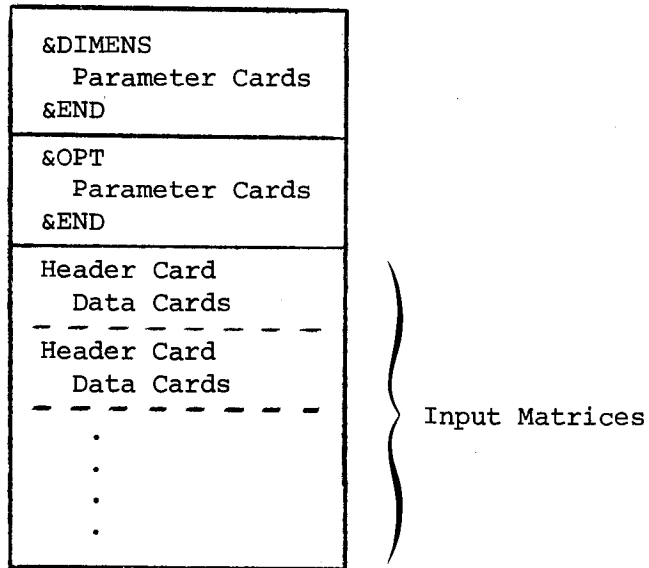 &DIMENS
Parameter Cards
&END
&OPT
Parameter Cards
&END
Header Card
Data Cards
Header Card
Data Cards
Input Matrices